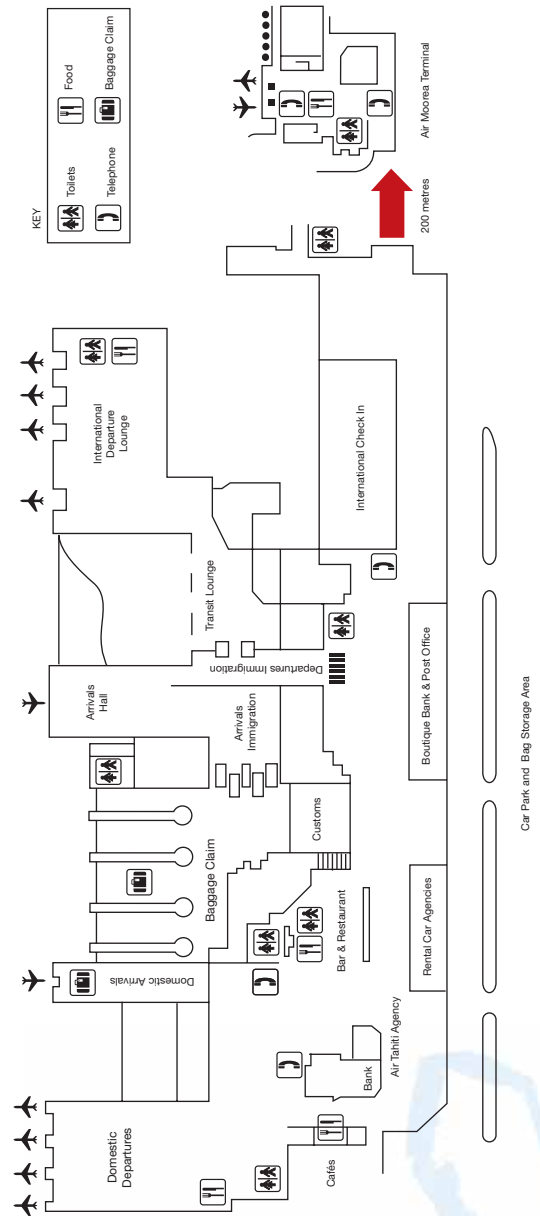 KEY
Toilets
Food
Telephone
Baggage Claim
Domestic
Departures
Domestic Arrivals
Baggage Claim
Arrivals
Hall
Arrivals
Immigration
Departures Immigration
Transit Lounge
International
Departure
Lounge
Customs
Bar & Restaurant
Cafés
Bank
Air Tahiti Agency
Rental Car Agencies
Boutique Bank & Post Office
International Check In
200 metres
Air Moorea Terminal
Car Park and Bag Storage Area